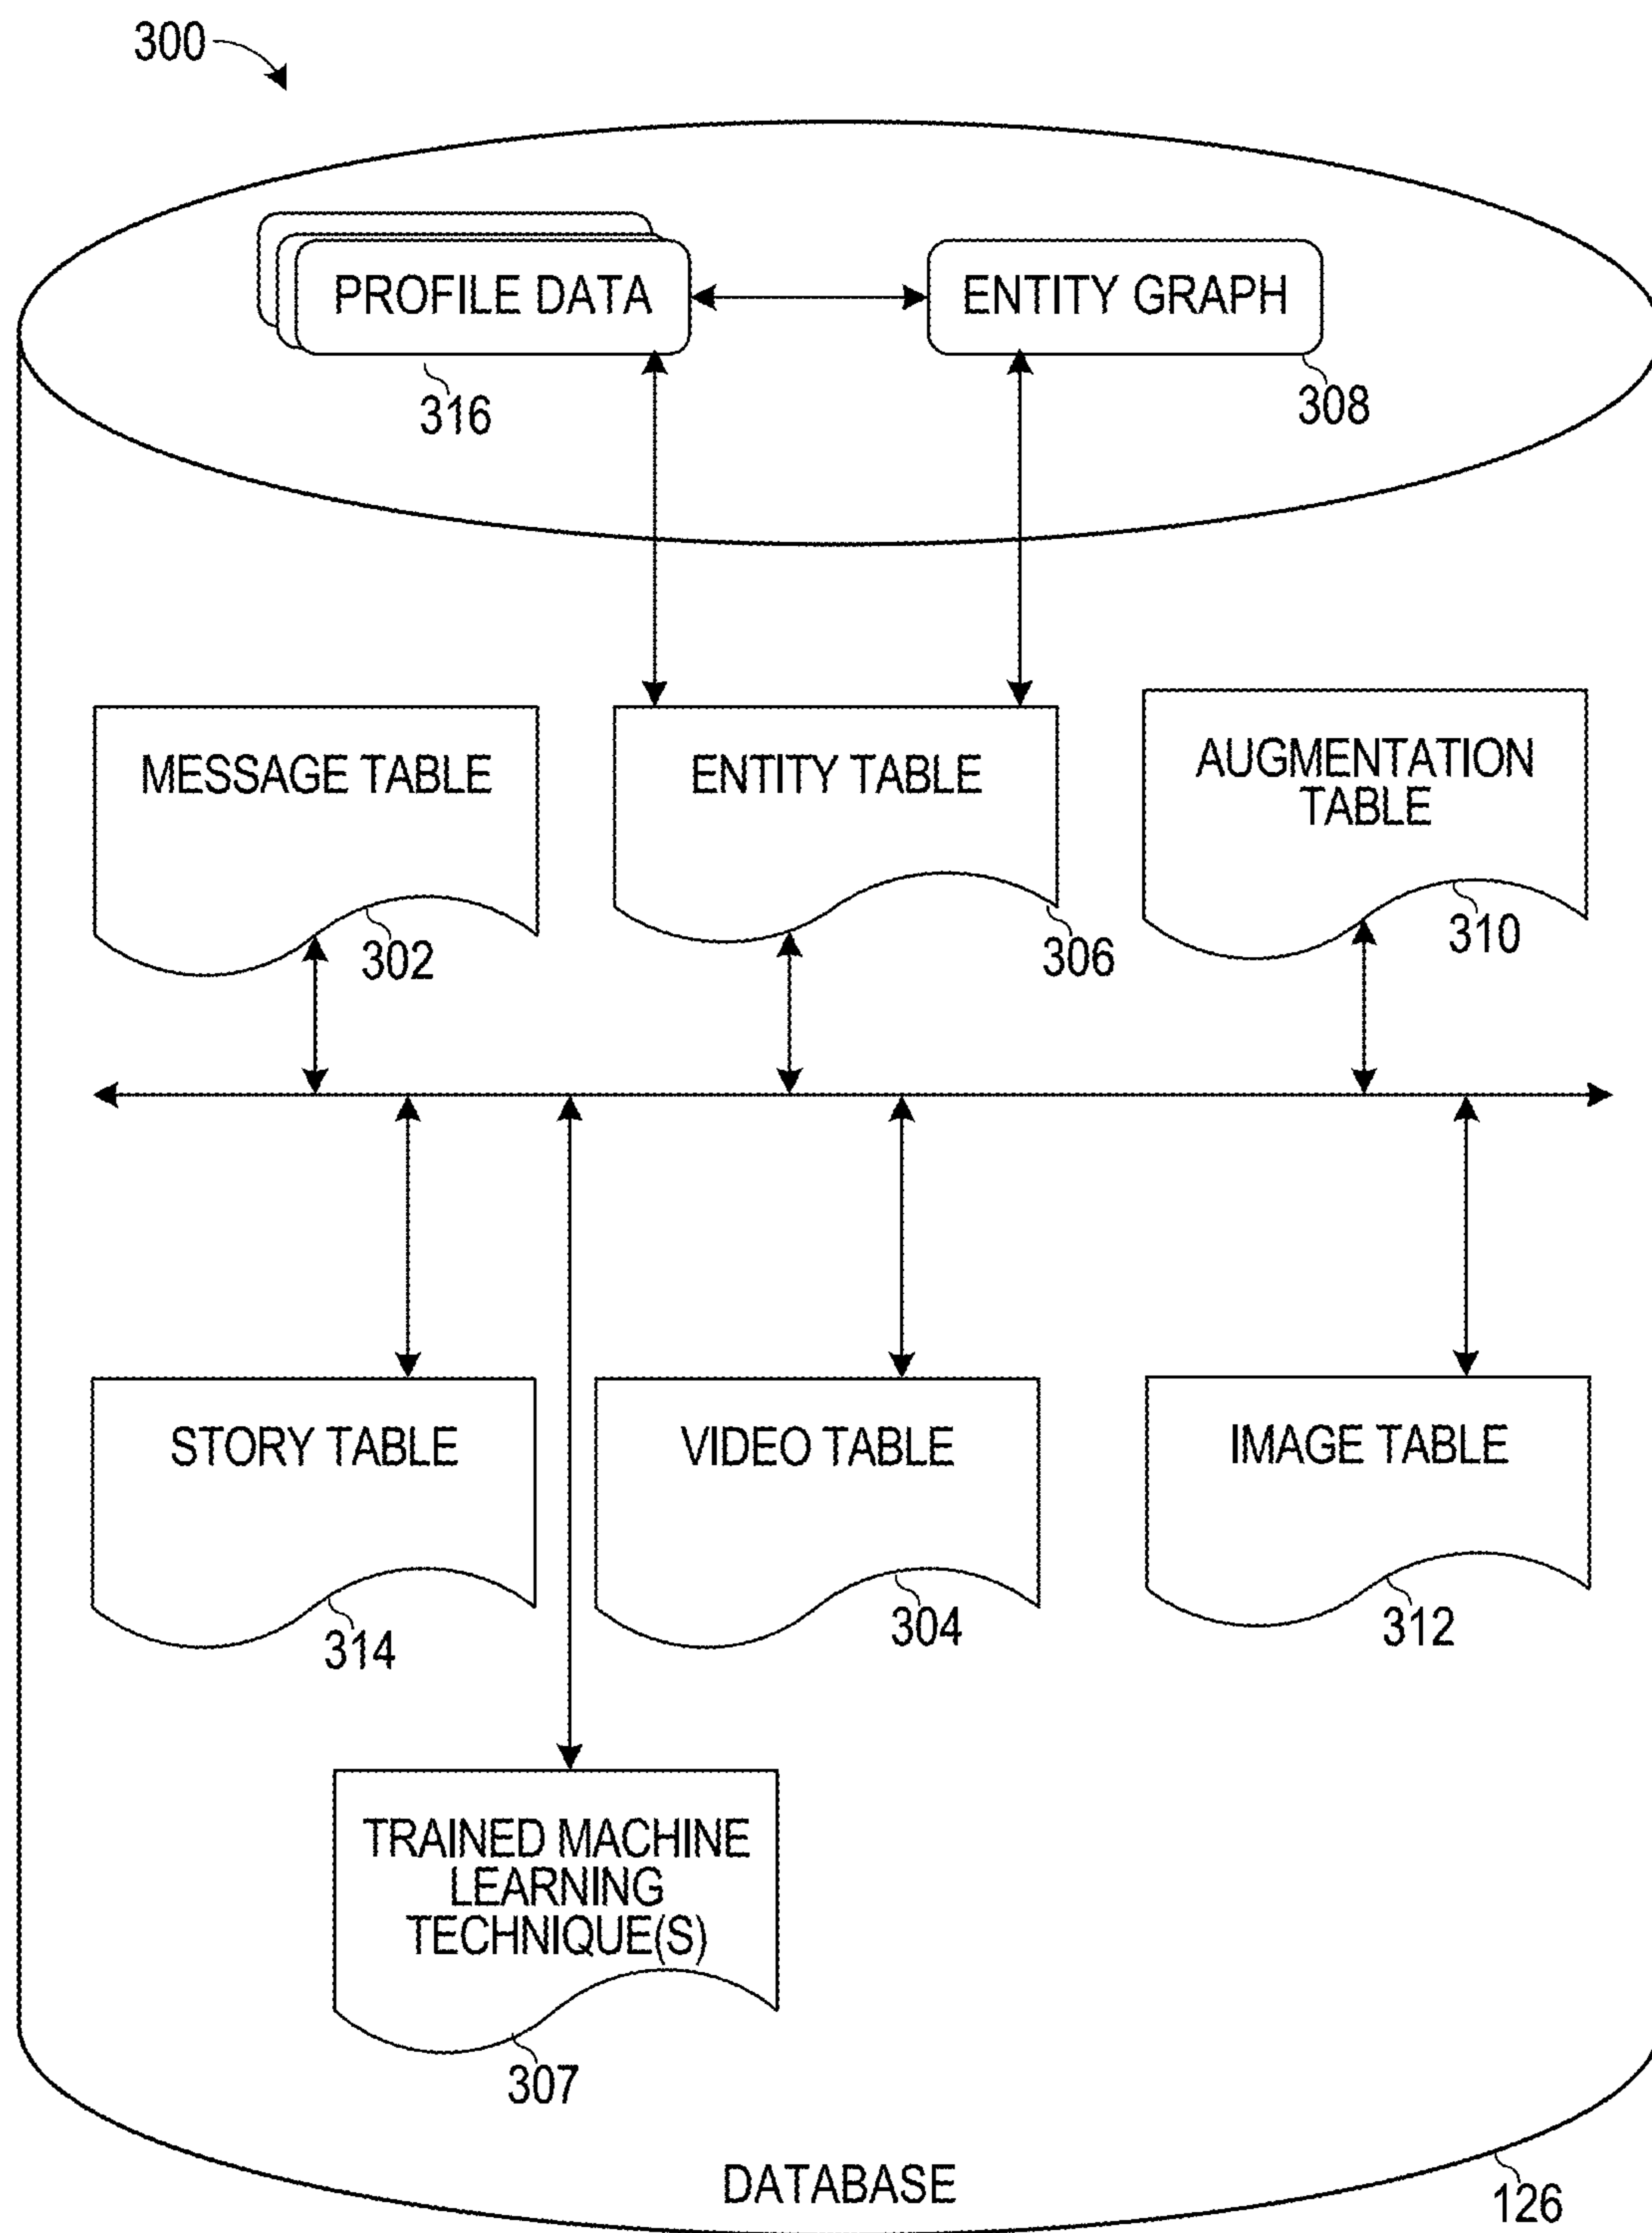 300
PROFILE DATA
ENTITY GRAPH
316
308
MESSAGE TABLE
ENTITY TABLE
AUGMENTATION
TABLE
302
306
310
STORY TABLE
VIDEO TABLE
IMAGE TABLE
314
304
312
TRAINED MACHINE
LEARNING
TECHNIQUE(S)
307
DATABASE
126